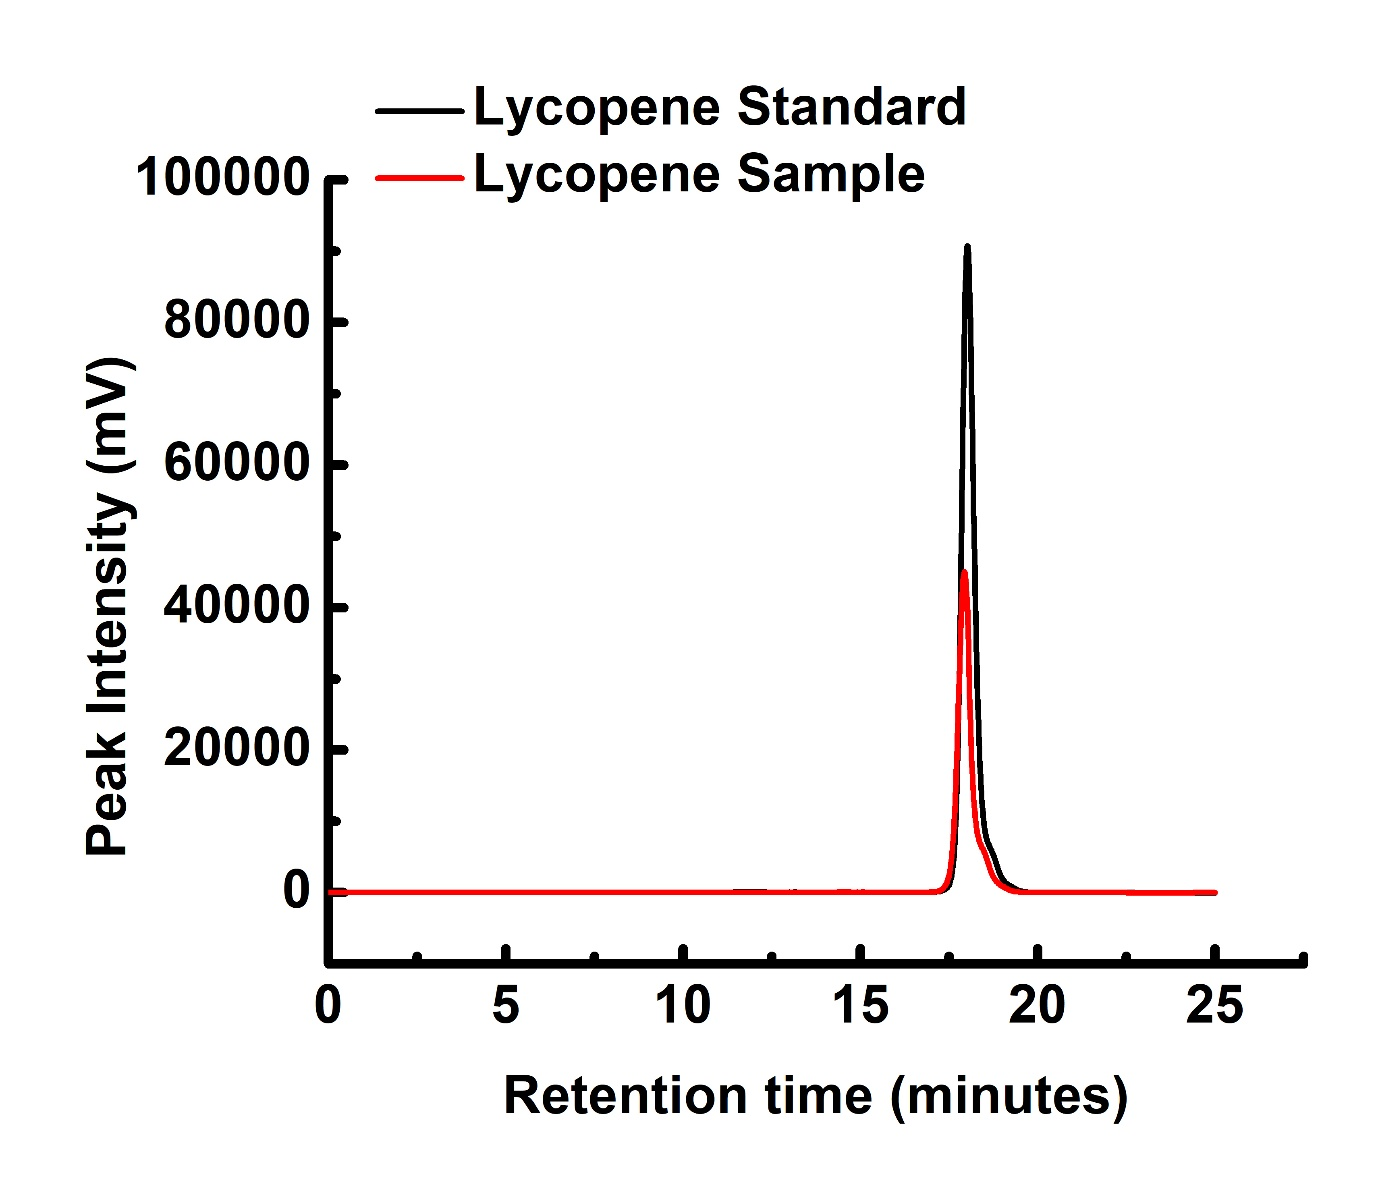 Lycopene Standard
Lycopene Sample
100000
80000
60000
40000
20000
0
Peak Intensity (mV)
0 5 10 15 20 25
Retention time (minutes)